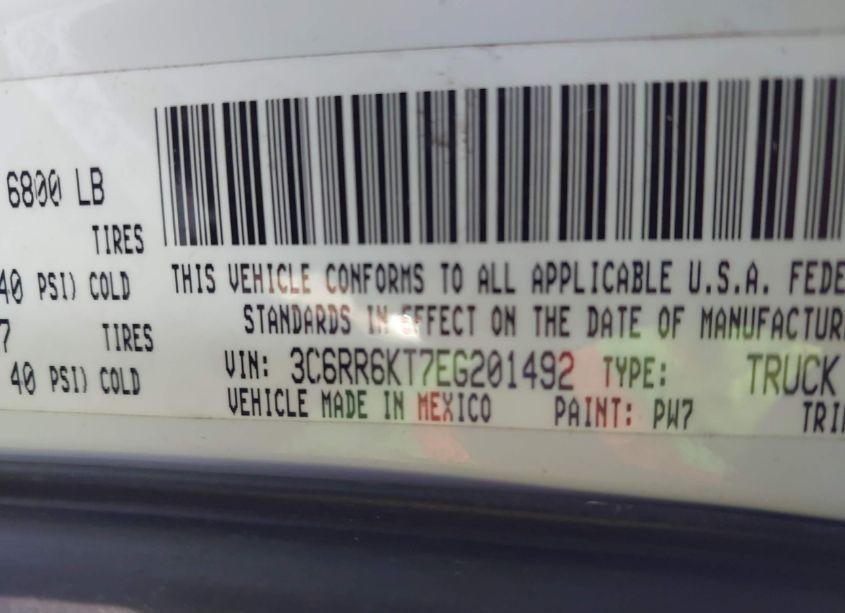 6800 LB
TIRES
40 PSI) COLD
7 TIRES
40 PSI) COLD
THIS VEHICLE CONFORMS TO ALL APPLICABLE U.S.A. FEDE
STANDARDS IN EFFECT ON THE DATE OF MANUFACTUR
VIN: 3C6RR6KT7EG201492 TYPE: TRUCK
VEHICLE MADE IN MEXICO PAINT: PW7 TRI